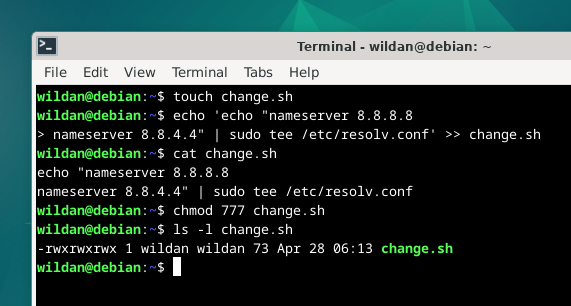 Terminal - wildan@debian: ~
File Edit View Terminal Tabs Help
wildan@debian:~$ touch change.sh
wildan@debian:~$ echo 'echo "nameserver 8.8.8.8
> nameserver 8.8.4.4" | sudo tee /etc/resolv.conf' >> change.sh
wildan@debian:~$ cat change.sh
echo "nameserver 8.8.8.8
nameserver 8.8.4.4" | sudo tee /etc/resolv.conf
wildan@debian:~$ chmod 777 change.sh
wildan@debian:~$ ls -l change.sh
-rwxrwxrwx 1 wildan wildan 73 Apr 28 06:13 change.sh
wildan@debian:~$